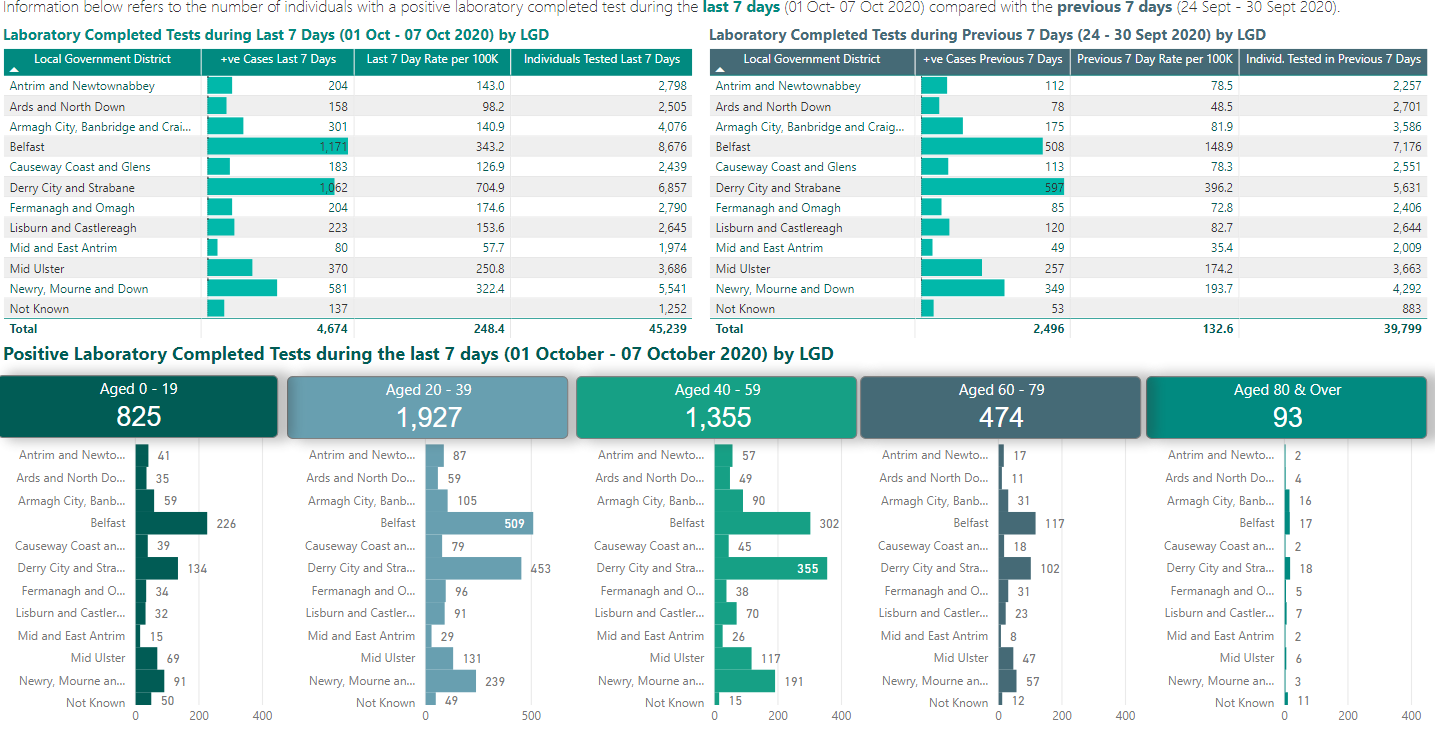 Information below refers to the number of individuals with a positive laboratory completed test during the last 7 days (01 Oct- 07 Oct 2020) compared with the previous 7 days (24 Sept - 30 Sept 2020).
Laboratory Completed Tests during Last 7 Days (01 Oct - 07 Oct 2020) by LGD
Local Government District +ve Cases Last 7 Days Last 7 Day Rate per 100K Individuals Tested Last 7 Days
Antrim and Newtownabbey 204 143.0 2,798
Ards and North Down 158 98.2 2,505
Armagh City, Banbridge and Crai... 301 140.9 4,076
Belfast 1,171 343.2 8,676
Causeway Coast and Glens 183 126.9 2,439
Derry City and Strabane 1,062 704.9 6,857
Fermanagh and Omagh 204 174.6 2,790
Lisburn and Castlereagh 223 153.6 2,645
Mid and East Antrim 80 57.7 1,974
Mid Ulster 370 250.8 3,686
Newry, Mourne and Down 581 322.4 5,541
Not Known 137 1,252
Total 4,674 248.4 45,239
Laboratory Completed Tests during Previous 7 Days (24 - 30 Sept 2020) by LGD
Local Government District +ve Cases Previous 7 Days Previous 7 Day Rate per 100K Individ. Tested in Previous 7 Days
Antrim and Newtownabbey 112 78.5 2,257
Ards and North Down 78 48.5 2,701
Armagh City, Banbridge and Craig... 175 81.9 3,586
Belfast 508 148.9 7,176
Causeway Coast and Glens 113 78.3 2,551
Derry City and Strabane 597 396.2 5,631
Fermanagh and Omagh 85 72.8 2,406
Lisburn and Castlereagh 120 82.7 2,644
Mid and East Antrim 49 35.4 2,009
Mid Ulster 257 174.2 3,663
Newry, Mourne and Down 349 193.7 4,292
Not Known 53 883
Total 2,496 132.6 39,799
Positive Laboratory Completed Tests during the last 7 days (01 October - 07 October 2020) by LGD
Aged 0 - 19
825
Antrim and Newto... 41
Ards and North Do... 35
Armagh City, Banb... 59
Belfast 226
Causeway Coast an... 39
Derry City and Stra... 134
Fermanagh and O... 34
Lisburn and Castler... 32
Mid and East Antrim 15
Mid Ulster 69
Newry, Mourne an... 91
Not Known 50
0 200 400
Aged 20 - 39
1,927
Antrim and Newto... 87
Ards and North Do... 59
Armagh City, Banb... 105
Belfast 509
Causeway Coast an... 79
Derry City and Stra... 453
Fermanagh and O... 96
Lisburn and Castler... 91
Mid and East Antrim 29
Mid Ulster 131
Newry, Mourne an... 239
Not Known 49
0 500
Aged 40 - 59
1,355
Antrim and Newto... 57
Ards and North Do... 49
Armagh City, Banb... 90
Belfast 302
Causeway Coast an... 45
Derry City and Stra... 355
Fermanagh and O... 38
Lisburn and Castler... 70
Mid and East Antrim 26
Mid Ulster 117
Newry, Mourne an... 191
Not Known 15
0 200 400
Aged 60 - 79
474
Antrim and Newto... 17
Ards and North Do... 11
Armagh City, Banb... 31
Belfast 117
Causeway Coast an... 18
Derry City and Stra... 102
Fermanagh and O... 31
Lisburn and Castler... 23
Mid and East Antrim 8
Mid Ulster 47
Newry, Mourne an... 57
Not Known 12
0 200 400
Aged 80 & Over
93
Antrim and Newto... 2
Ards and North Do... 4
Armagh City, Banb... 16
Belfast 17
Causeway Coast an... 2
Derry City and Stra... 18
Fermanagh and O... 5
Lisburn and Castler... 7
Mid and East Antrim 2
Mid Ulster 6
Newry, Mourne an... 3
Not Known 11
0 200 400